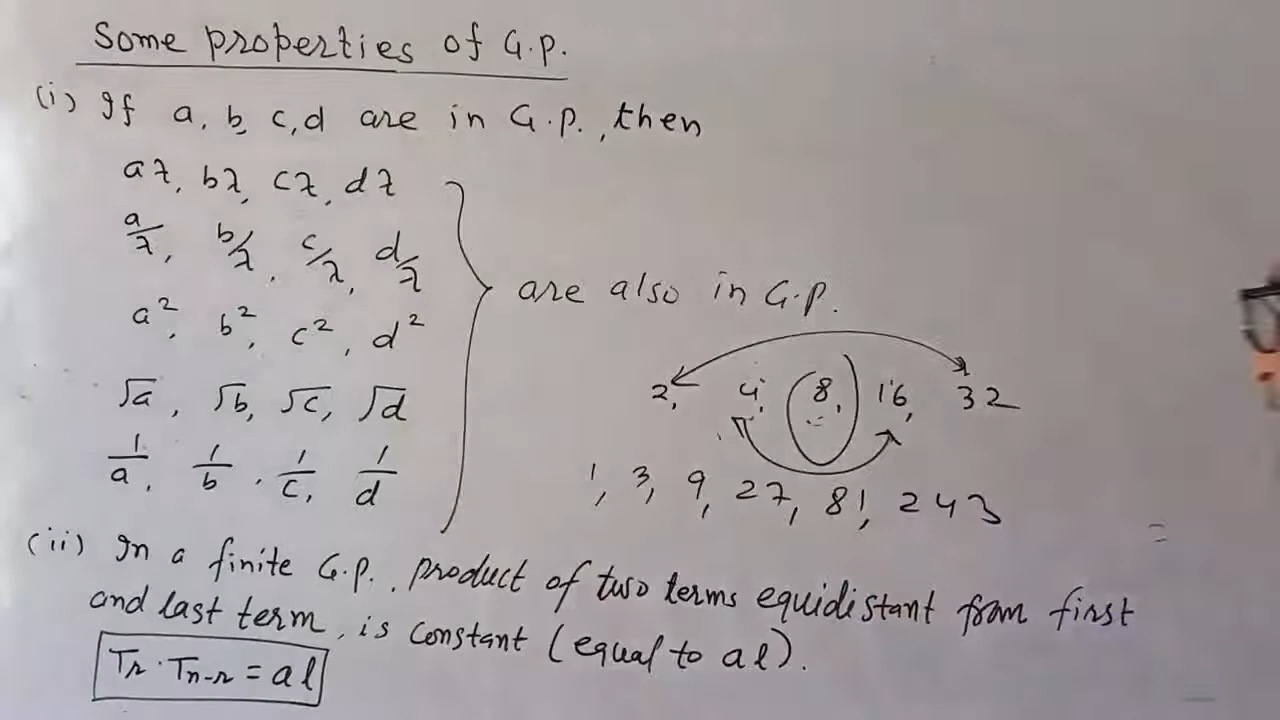 Some properties of G.P.
(i) If a, b, c, d are in G.P., then
aλ, bλ, cλ, dλ
a/λ, b/λ, c/λ, d/λ
are also in G.P.
a², b², c², d²
2, 4, 8, 16, 32
√a, √b, √c, √d
1/a, 1/b, 1/c, 1/d
1, 3, 9, 27, 81, 243
(ii) In a finite G.P., product of two terms equidistant from first
and last term, is constant (equal to al).
Tr · Tn-r = al